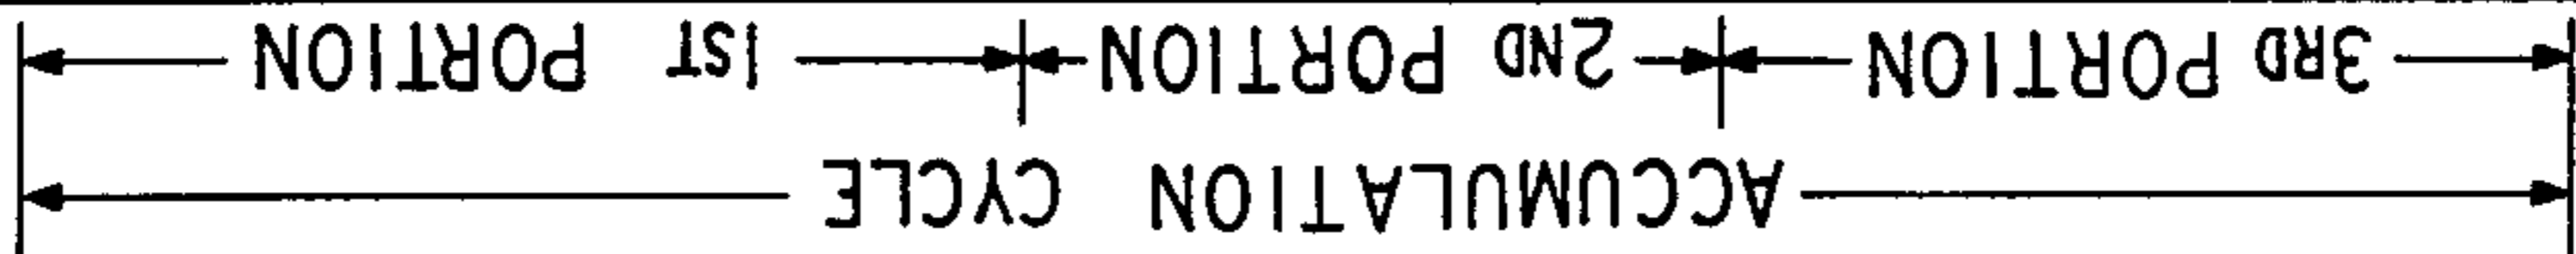 ACCUMULATION CYCLE
3RD PORTION 2ND PORTION 1ST PORTION